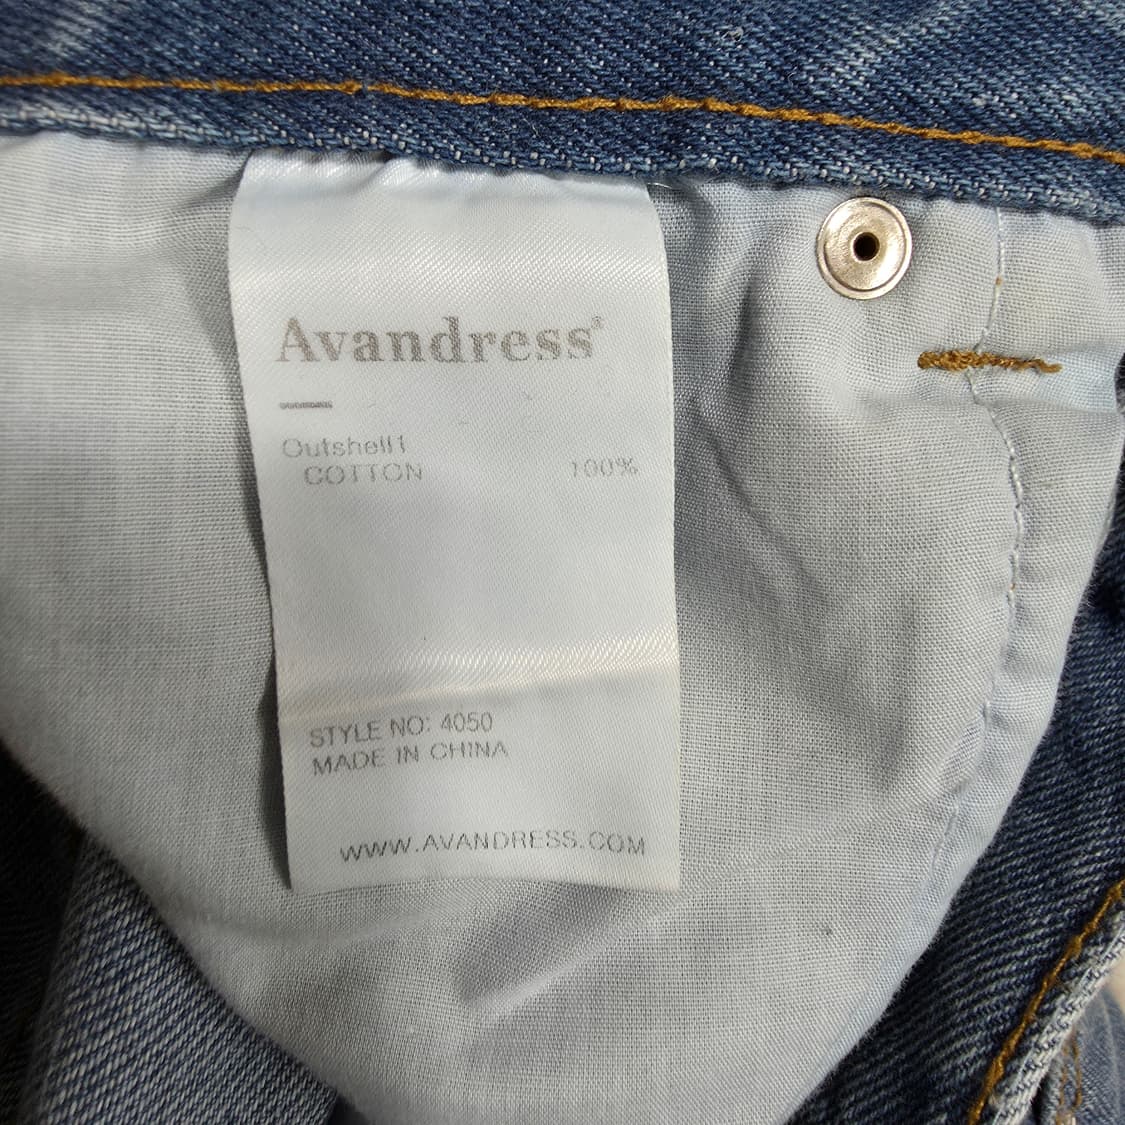 Avandress®
Outshell1
COTTON 100%
STYLE NO: 4050
MADE IN CHINA
WWW.AVANDRESS.COM